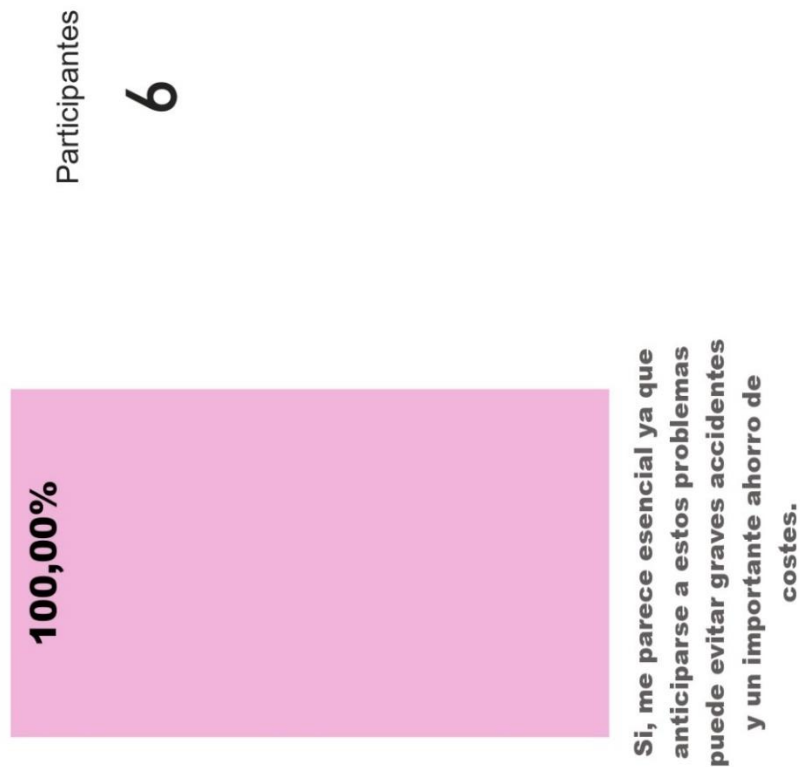 100,00%
Participantes
6
Si, me parece esencial ya que
anticiparse a estos problemas
puede evitar graves accidentes
y un importante ahorro de
costes.